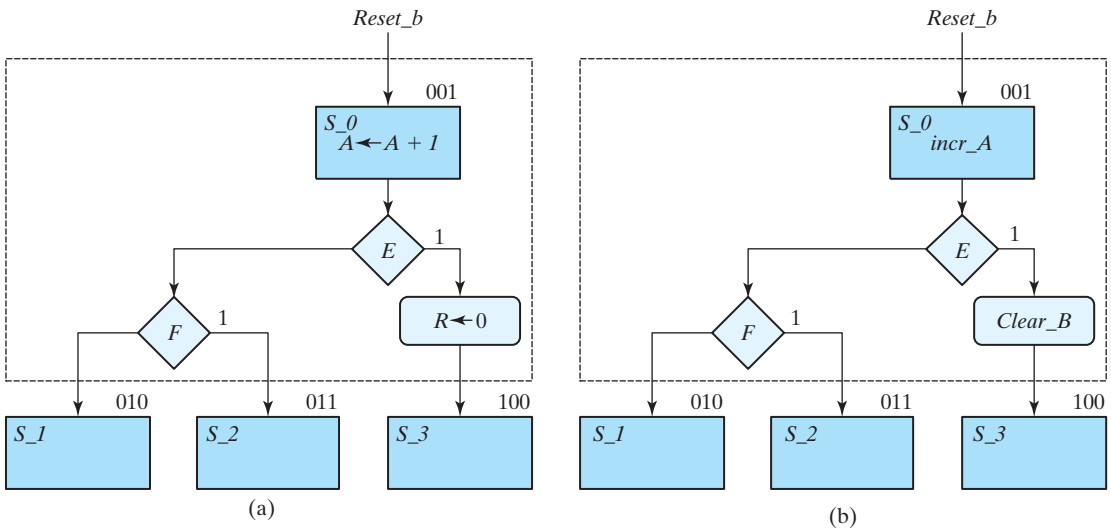 Reset_b
001
S_0
A ← A + 1
E
1
F
1
R ← 0
010
011
100
S_1
S_2
S_3
(a)
Reset_b
001
S_0
incr_A
E
1
F
1
Clear_B
010
011
100
S_1
S_2
S_3
(b)